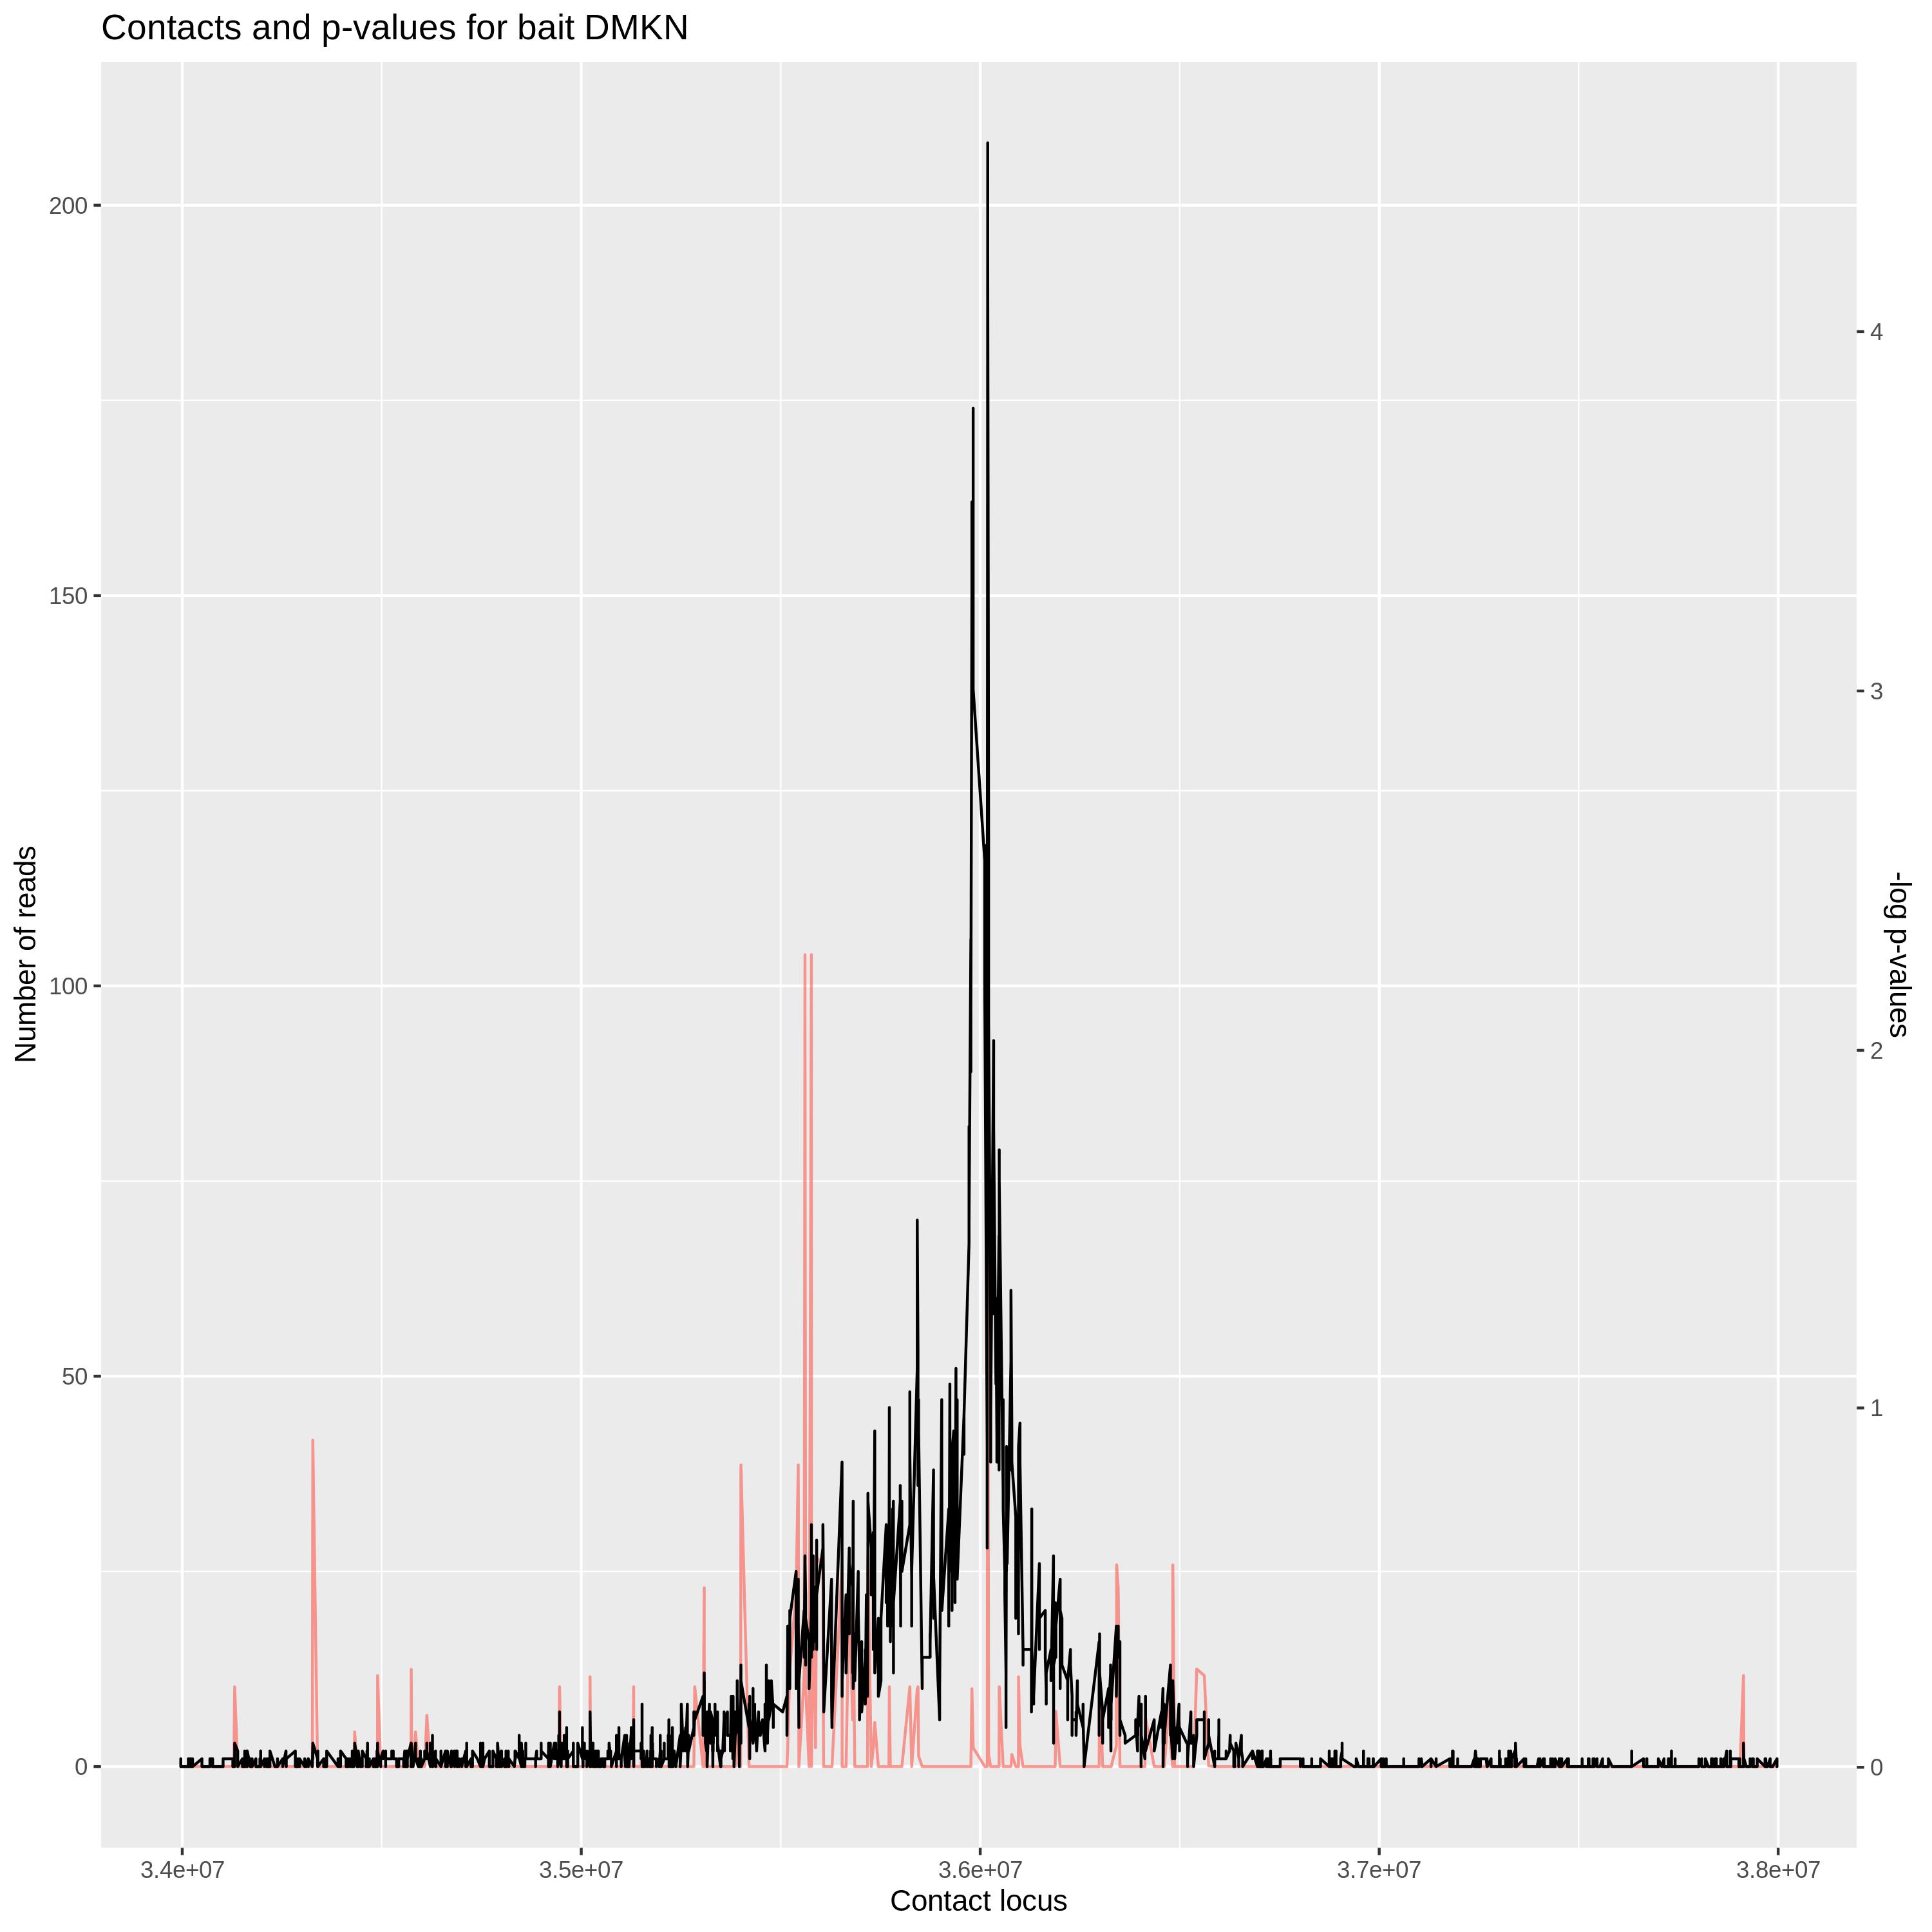 Contacts and p-values for bait DMKN
200
150
100
50
0
Number of reads
4
3
2
1
0
-log p-values
3.4e+07 3.5e+07 3.6e+07 3.7e+07 3.8e+07
Contact locus